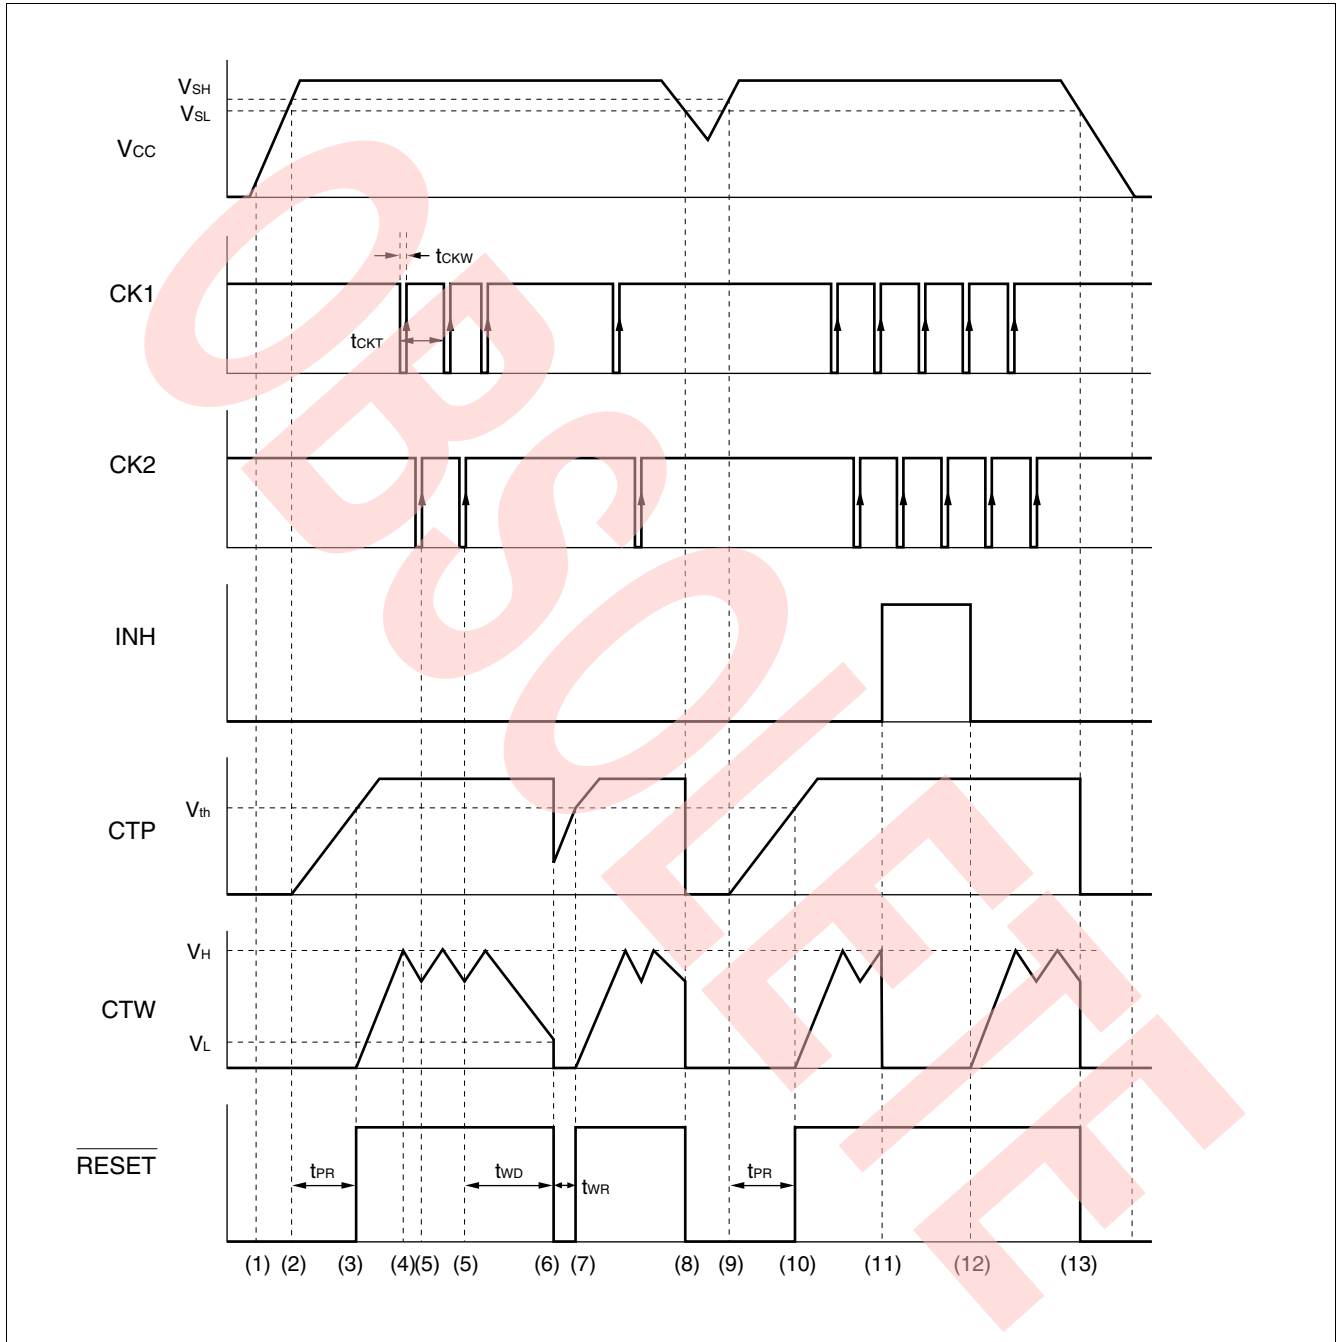 VSH
VSL
VCC
tCKW
CK1
tCKT
CK2
INH
Vth
CTP
VH
CTW
VL
RESET
tPR
tWD
tWR
tPR
(1) (2) (3) (4)(5) (5) (6) (7) (8) (9) (10) (11) (12) (13)
OBSOLETE